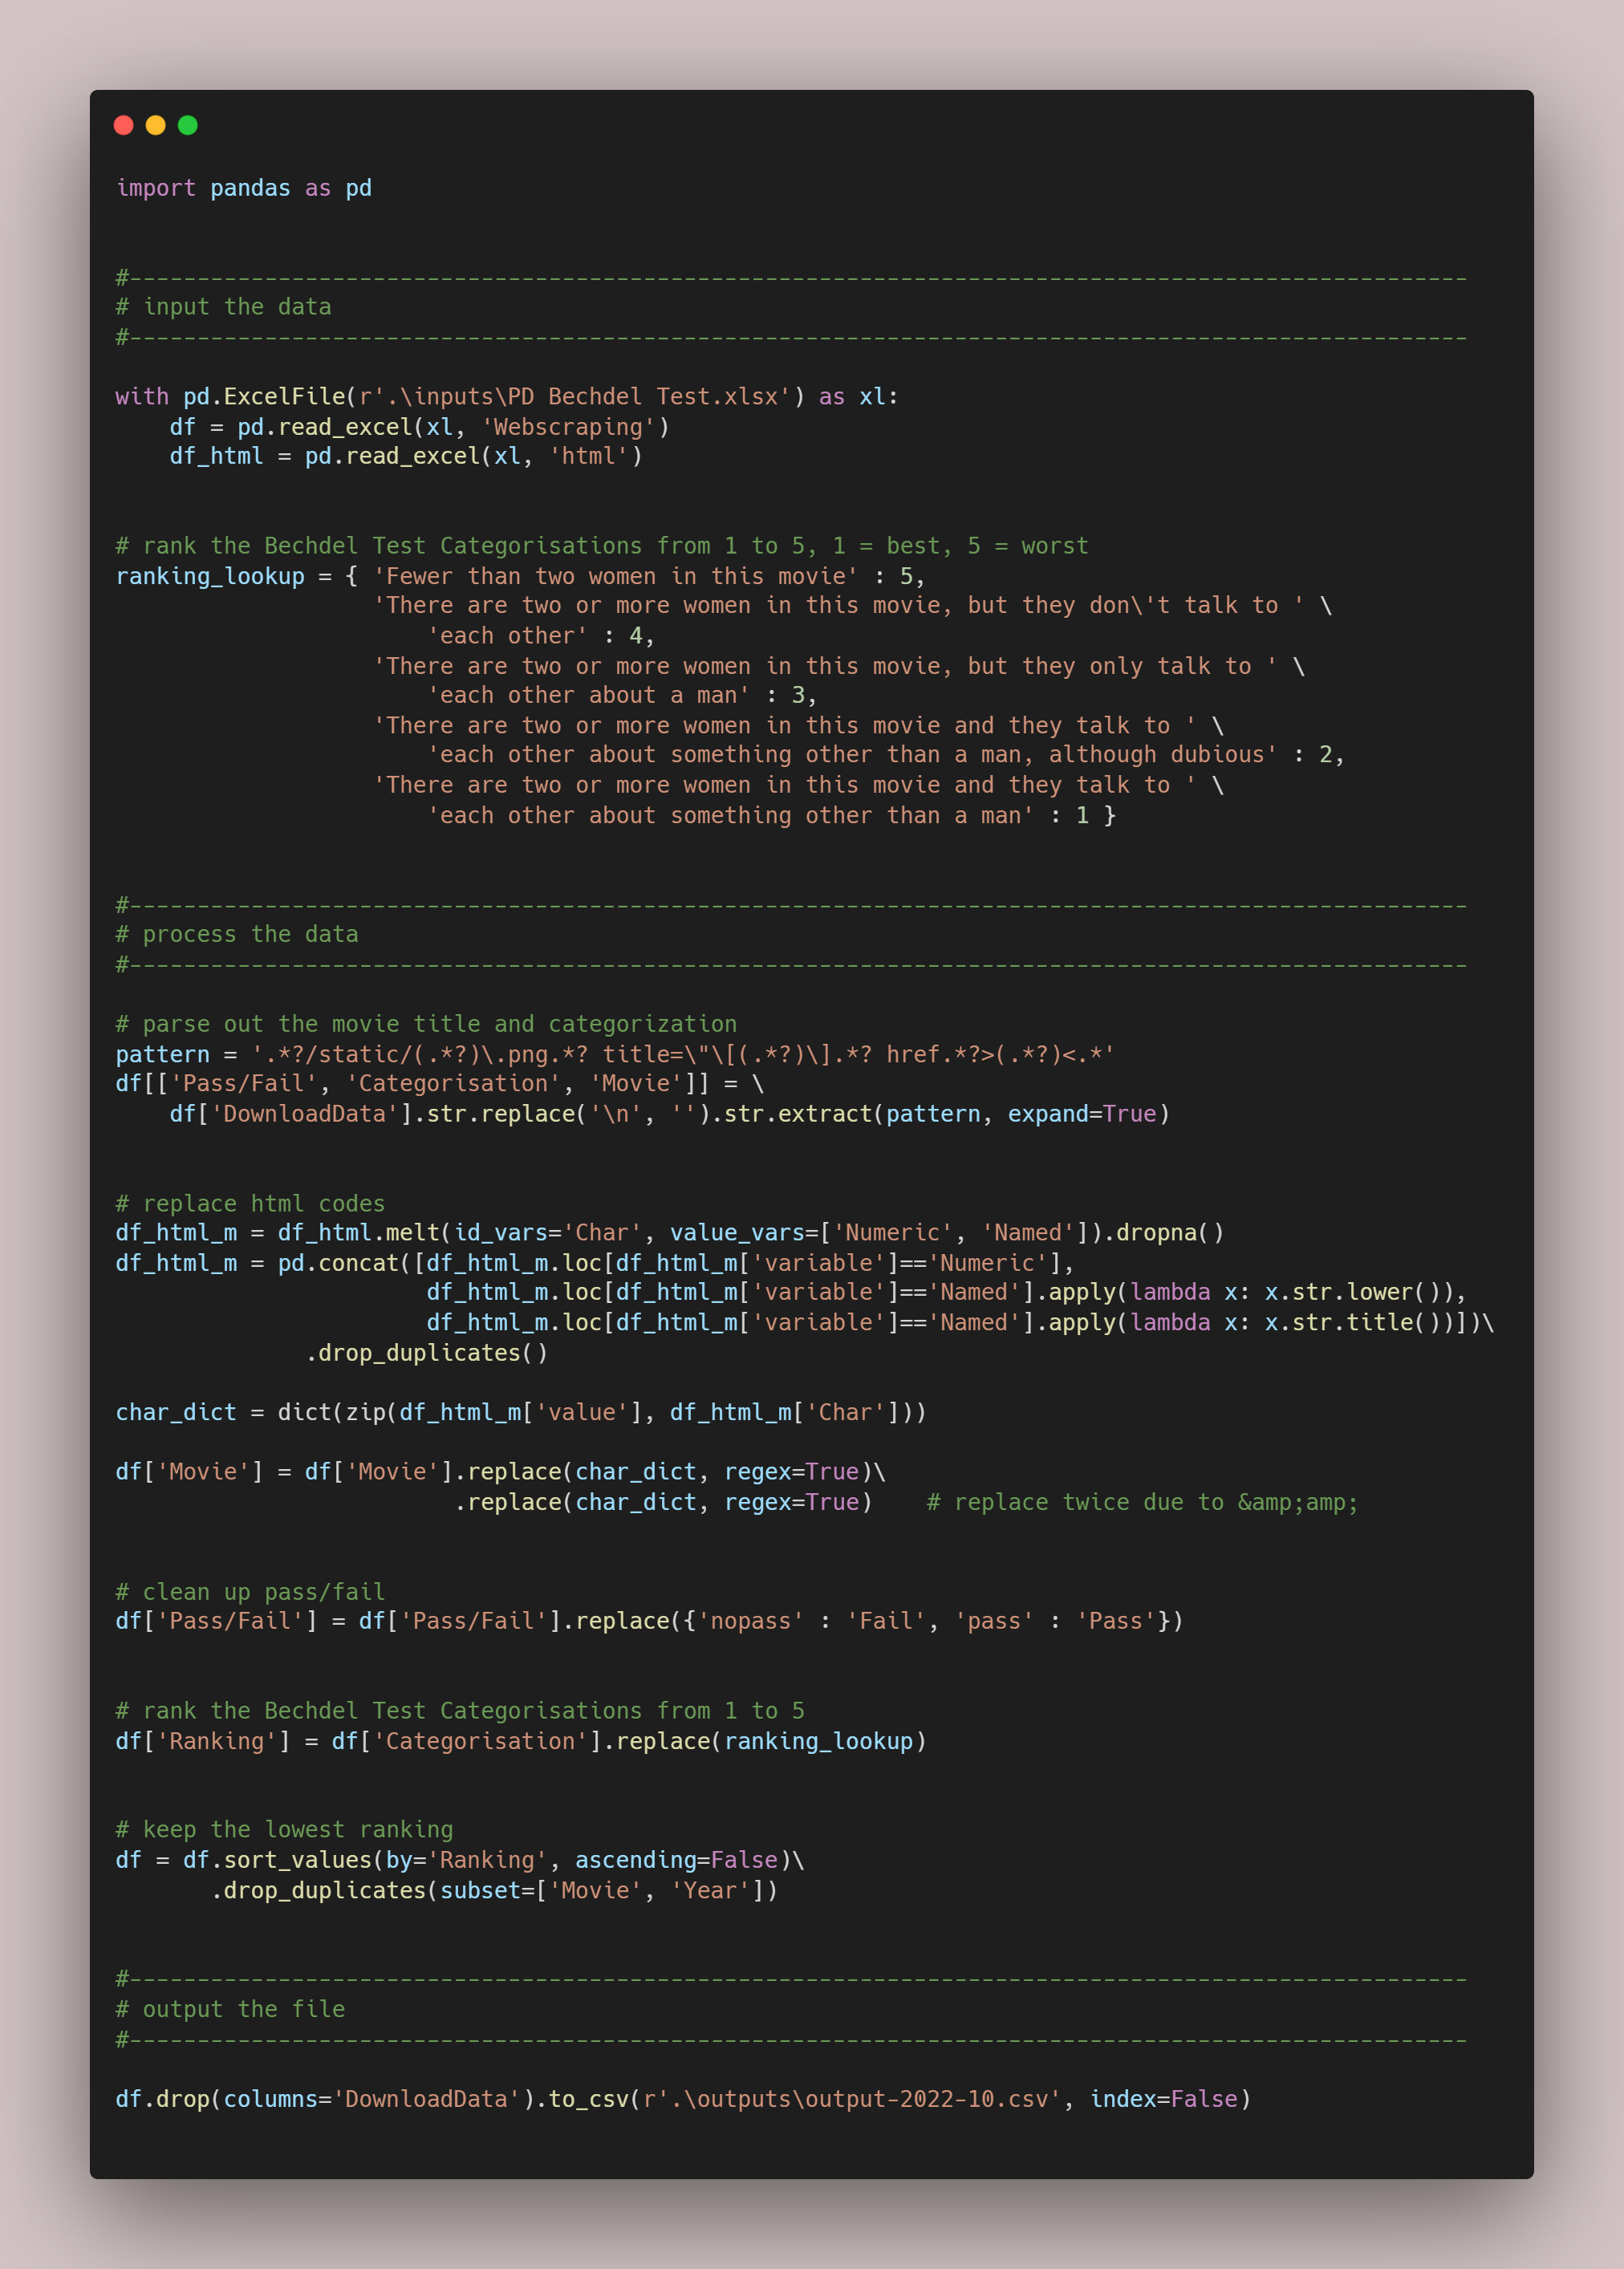 import pandas as pd
#---------------------------------------------------------------------------------------------------
# input the data
#---------------------------------------------------------------------------------------------------
with pd.ExcelFile(r'.\inputs\PD Bechdel Test.xlsx') as xl:
    df = pd.read_excel(xl, 'Webscraping')
    df_html = pd.read_excel(xl, 'html')
# rank the Bechdel Test Categorisations from 1 to 5, 1 = best, 5 = worst
ranking_lookup = { 'Fewer than two women in this movie' : 5,
                   'There are two or more women in this movie, but they don\'t talk to ' \
                       'each other' : 4,
                   'There are two or more women in this movie, but they only talk to ' \
                       'each other about a man' : 3,
                   'There are two or more women in this movie and they talk to ' \
                       'each other about something other than a man, although dubious' : 2,
                   'There are two or more women in this movie and they talk to ' \
                       'each other about something other than a man' : 1 }
#---------------------------------------------------------------------------------------------------
# process the data
#---------------------------------------------------------------------------------------------------
# parse out the movie title and categorization
pattern = '.*?/static/(.*?)\.png.*? title=\"\[(.*?)\].*? href.*?>(.*?)<.*'
df[['Pass/Fail', 'Categorisation', 'Movie']] = \
    df['DownloadData'].str.replace('\n', '').str.extract(pattern, expand=True)
# replace html codes
df_html_m = df_html.melt(id_vars='Char', value_vars=['Numeric', 'Named']).dropna()
df_html_m = pd.concat([df_html_m.loc[df_html_m['variable']=='Numeric'],
                       df_html_m.loc[df_html_m['variable']=='Named'].apply(lambda x: x.str.lower()),
                       df_html_m.loc[df_html_m['variable']=='Named'].apply(lambda x: x.str.title())])\
              .drop_duplicates()
char_dict = dict(zip(df_html_m['value'], df_html_m['Char']))
df['Movie'] = df['Movie'].replace(char_dict, regex=True)\
                         .replace(char_dict, regex=True)    # replace twice due to &amp;amp;
# clean up pass/fail
df['Pass/Fail'] = df['Pass/Fail'].replace({'nopass' : 'Fail', 'pass' : 'Pass'})
# rank the Bechdel Test Categorisations from 1 to 5
df['Ranking'] = df['Categorisation'].replace(ranking_lookup)
# keep the lowest ranking
df = df.sort_values(by='Ranking', ascending=False)\
       .drop_duplicates(subset=['Movie', 'Year'])
#---------------------------------------------------------------------------------------------------
# output the file
#---------------------------------------------------------------------------------------------------
df.drop(columns='DownloadData').to_csv(r'.\outputs\output-2022-10.csv', index=False)